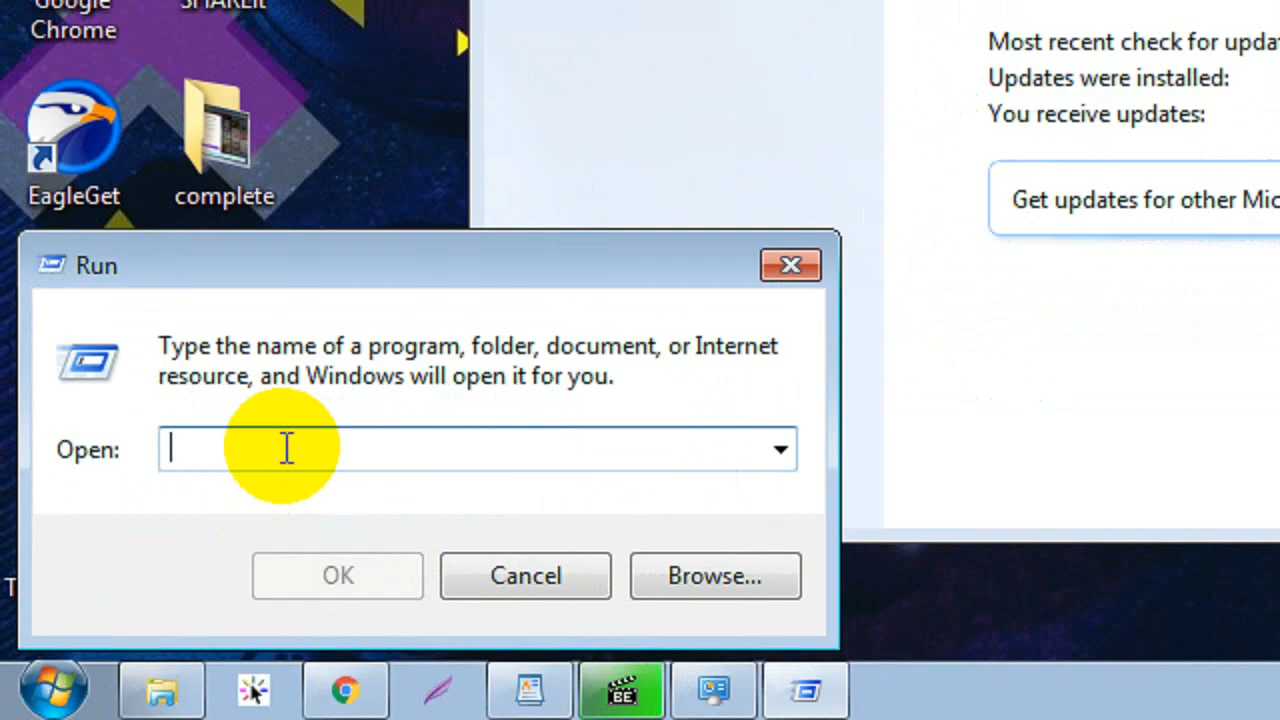 Google
Chrome
SHAREit
EagleGet
complete
Most recent check for upda
Updates were installed:
You receive updates:
Get updates for other Mic
Run
Type the name of a program, folder, document, or Internet
resource, and Windows will open it for you.
Open:
OK
Cancel
Browse...
T
BE